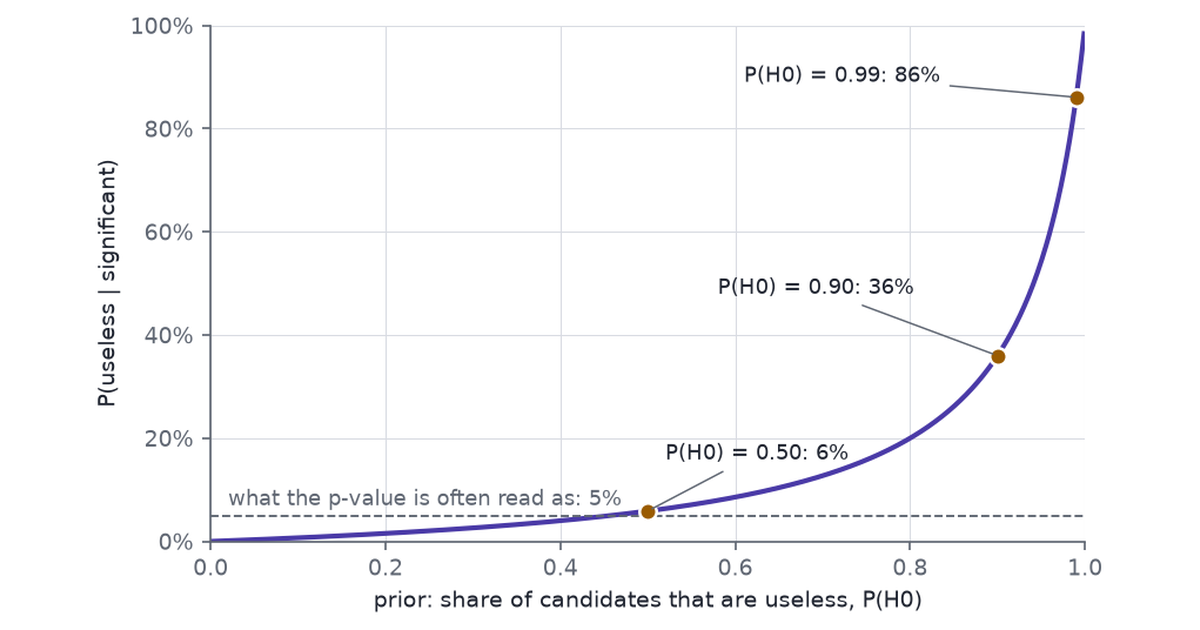 100%
P(H0) = 0.99: 86%
80%
P(useless | significant)
60%
P(H0) = 0.90: 36%
40%
20%
P(H0) = 0.50: 6%
what the p-value is often read as: 5%
0%
0.0
0.2
0.4
0.6
0.8
1.0
prior: share of candidates that are useless, P(H0)